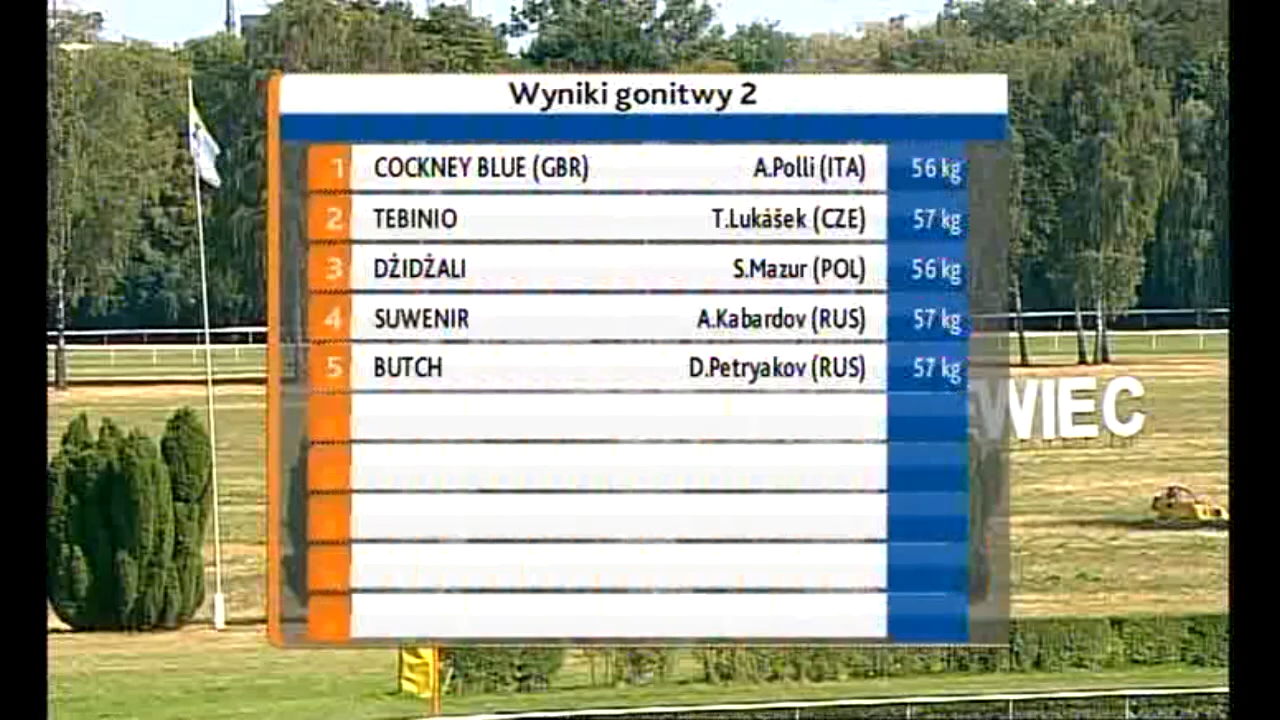 Wyniki gonitwy 2
1 COCKNEY BLUE (GBR) A.Polli (ITA) 56 kg
2 TEBINIO T.Lukášek (CZE) 57 kg
3 DŻIDŻALI S.Mazur (POL) 56 kg
4 SUWENIR A.Kabardov (RUS) 57 kg
5 BUTCH D.Petryakov (RUS) 57 kg
WIEC